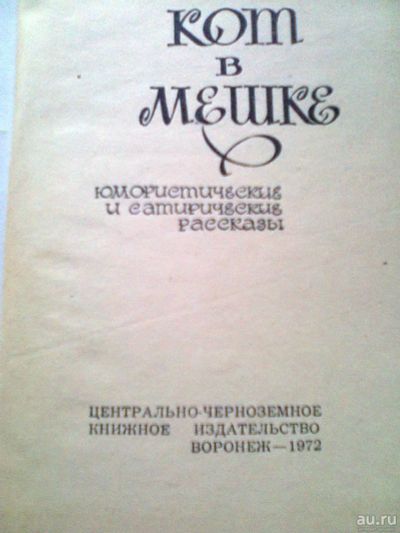 КОТ
В
МЕШКЕ
ЮМОРИСТИЧЕСКИЕ
И САТИРИЧЕСКИЕ
РАССКАЗЫ
ЦЕНТРАЛЬНО-ЧЕРНОЗЕМНОЕ
КНИЖНОЕ ИЗДАТЕЛЬСТВО
ВОРОНЕЖ—1972
au.ru